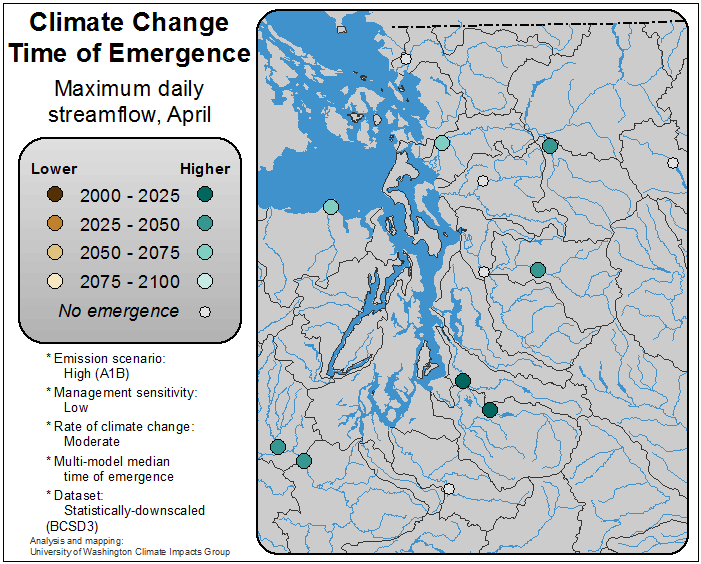 Climate Change
Time of Emergence
Maximum daily
streamflow, April
Lower Higher
2000 - 2025
2025 - 2050
2050 - 2075
2075 - 2100
No emergence
* Emission scenario:
High (A1B)
* Management sensitivity:
Low
* Rate of climate change:
Moderate
* Multi-model median
time of emergence
* Dataset:
Statistically-downscaled
(BCSD3)
Analysis and mapping:
University of Washington Climate Impacts Group